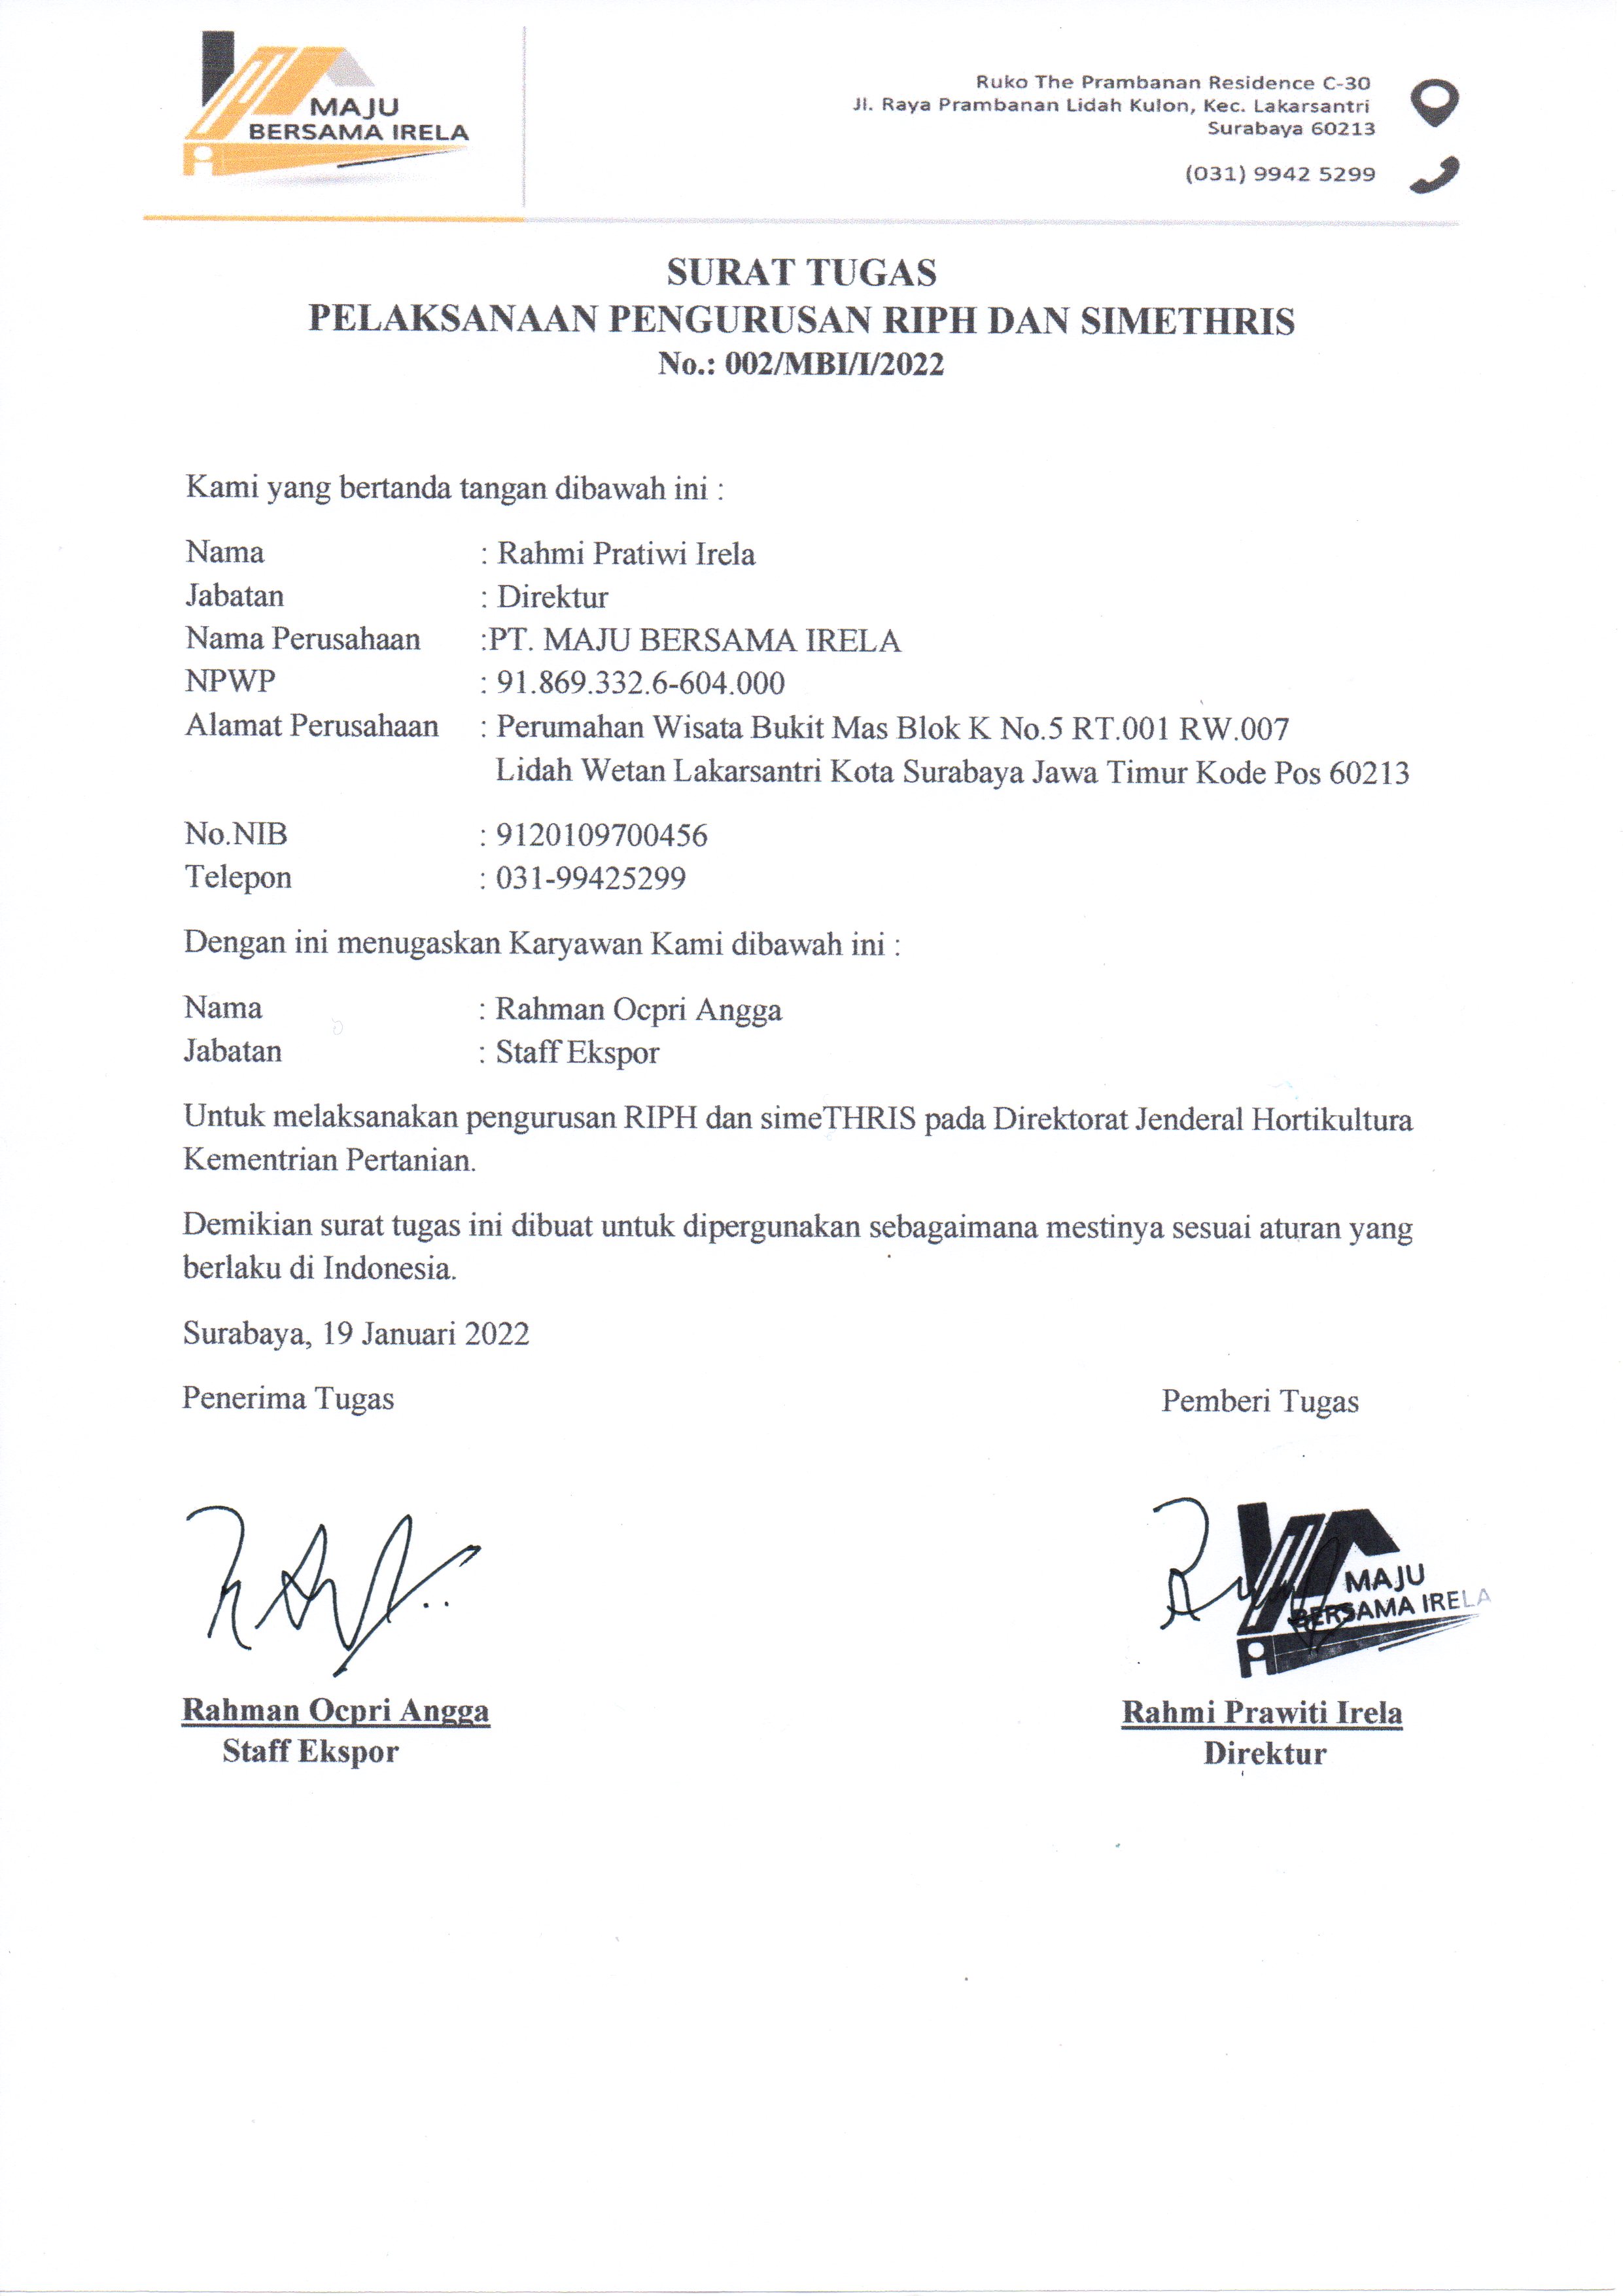 MAJU
BERSAMA IRELA
Ruko The Prambanan Residence C-30
Jl. Raya Prambanan Lidah Kulon, Kec. Lakarsantri
Surabaya 60213
(031) 9942 5299
SURAT TUGAS
PELAKSANAAN PENGURUSAN RIPH DAN SIMETHRIS
No.: 002/MBI/I/2022
Kami yang bertanda tangan dibawah ini :
Nama : Rahmi Pratiwi Irela
Jabatan : Direktur
Nama Perusahaan :PT. MAJU BERSAMA IRELA
NPWP : 91.869.332.6-604.000
Alamat Perusahaan : Perumahan Wisata Bukit Mas Blok K No.5 RT.001 RW.007
Lidah Wetan Lakarsantri Kota Surabaya Jawa Timur Kode Pos 60213
No.NIB : 9120109700456
Telepon : 031-99425299
Dengan ini menugaskan Karyawan Kami dibawah ini :
Nama : Rahman Ocpri Angga
Jabatan : Staff Ekspor
Untuk melaksanakan pengurusan RIPH dan simeTHRIS pada Direktorat Jenderal Hortikultura
Kementrian Pertanian.
Demikian surat tugas ini dibuat untuk dipergunakan sebagaimana mestinya sesuai aturan yang
berlaku di Indonesia.
Surabaya, 19 Januari 2022
Penerima Tugas Pemberi Tugas
MAJU
BERSAMA IRELA
Rahman Ocpri Angga Rahmi Prawiti Irela
Staff Ekspor Direktur